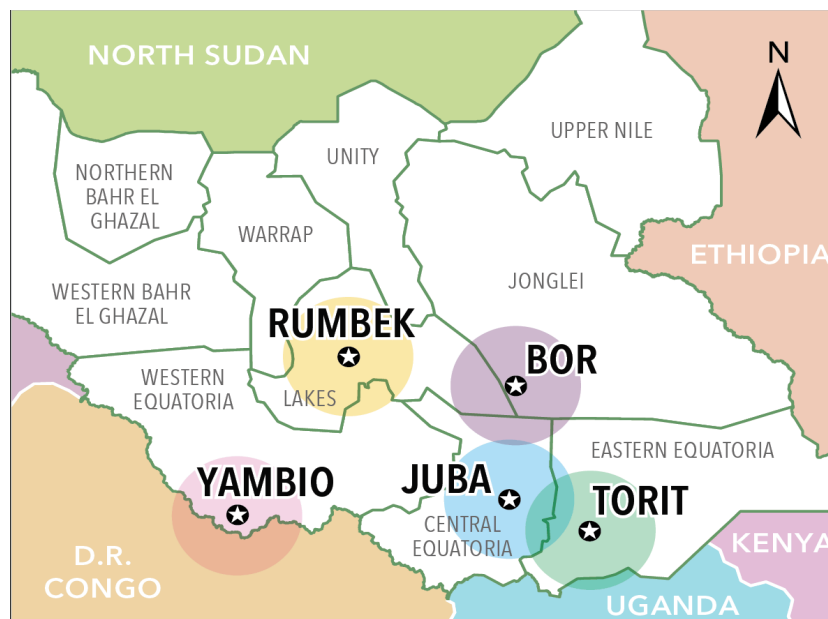 NORTH SUDAN
N
UPPER NILE
UNITY
NORTHERN
BAHR EL
GHAZAL
WARRAP
ETHIOPIA
JONGLEI
WESTERN BAHR
EL GHAZAL
RUMBEK
BOR
WESTERN
EQUATORIA
LAKES
EASTERN EQUATORIA
YAMBIO
JUBA
TORIT
CENTRAL
EQUATORIA
KENYA
D.R.
CONGO
UGANDA